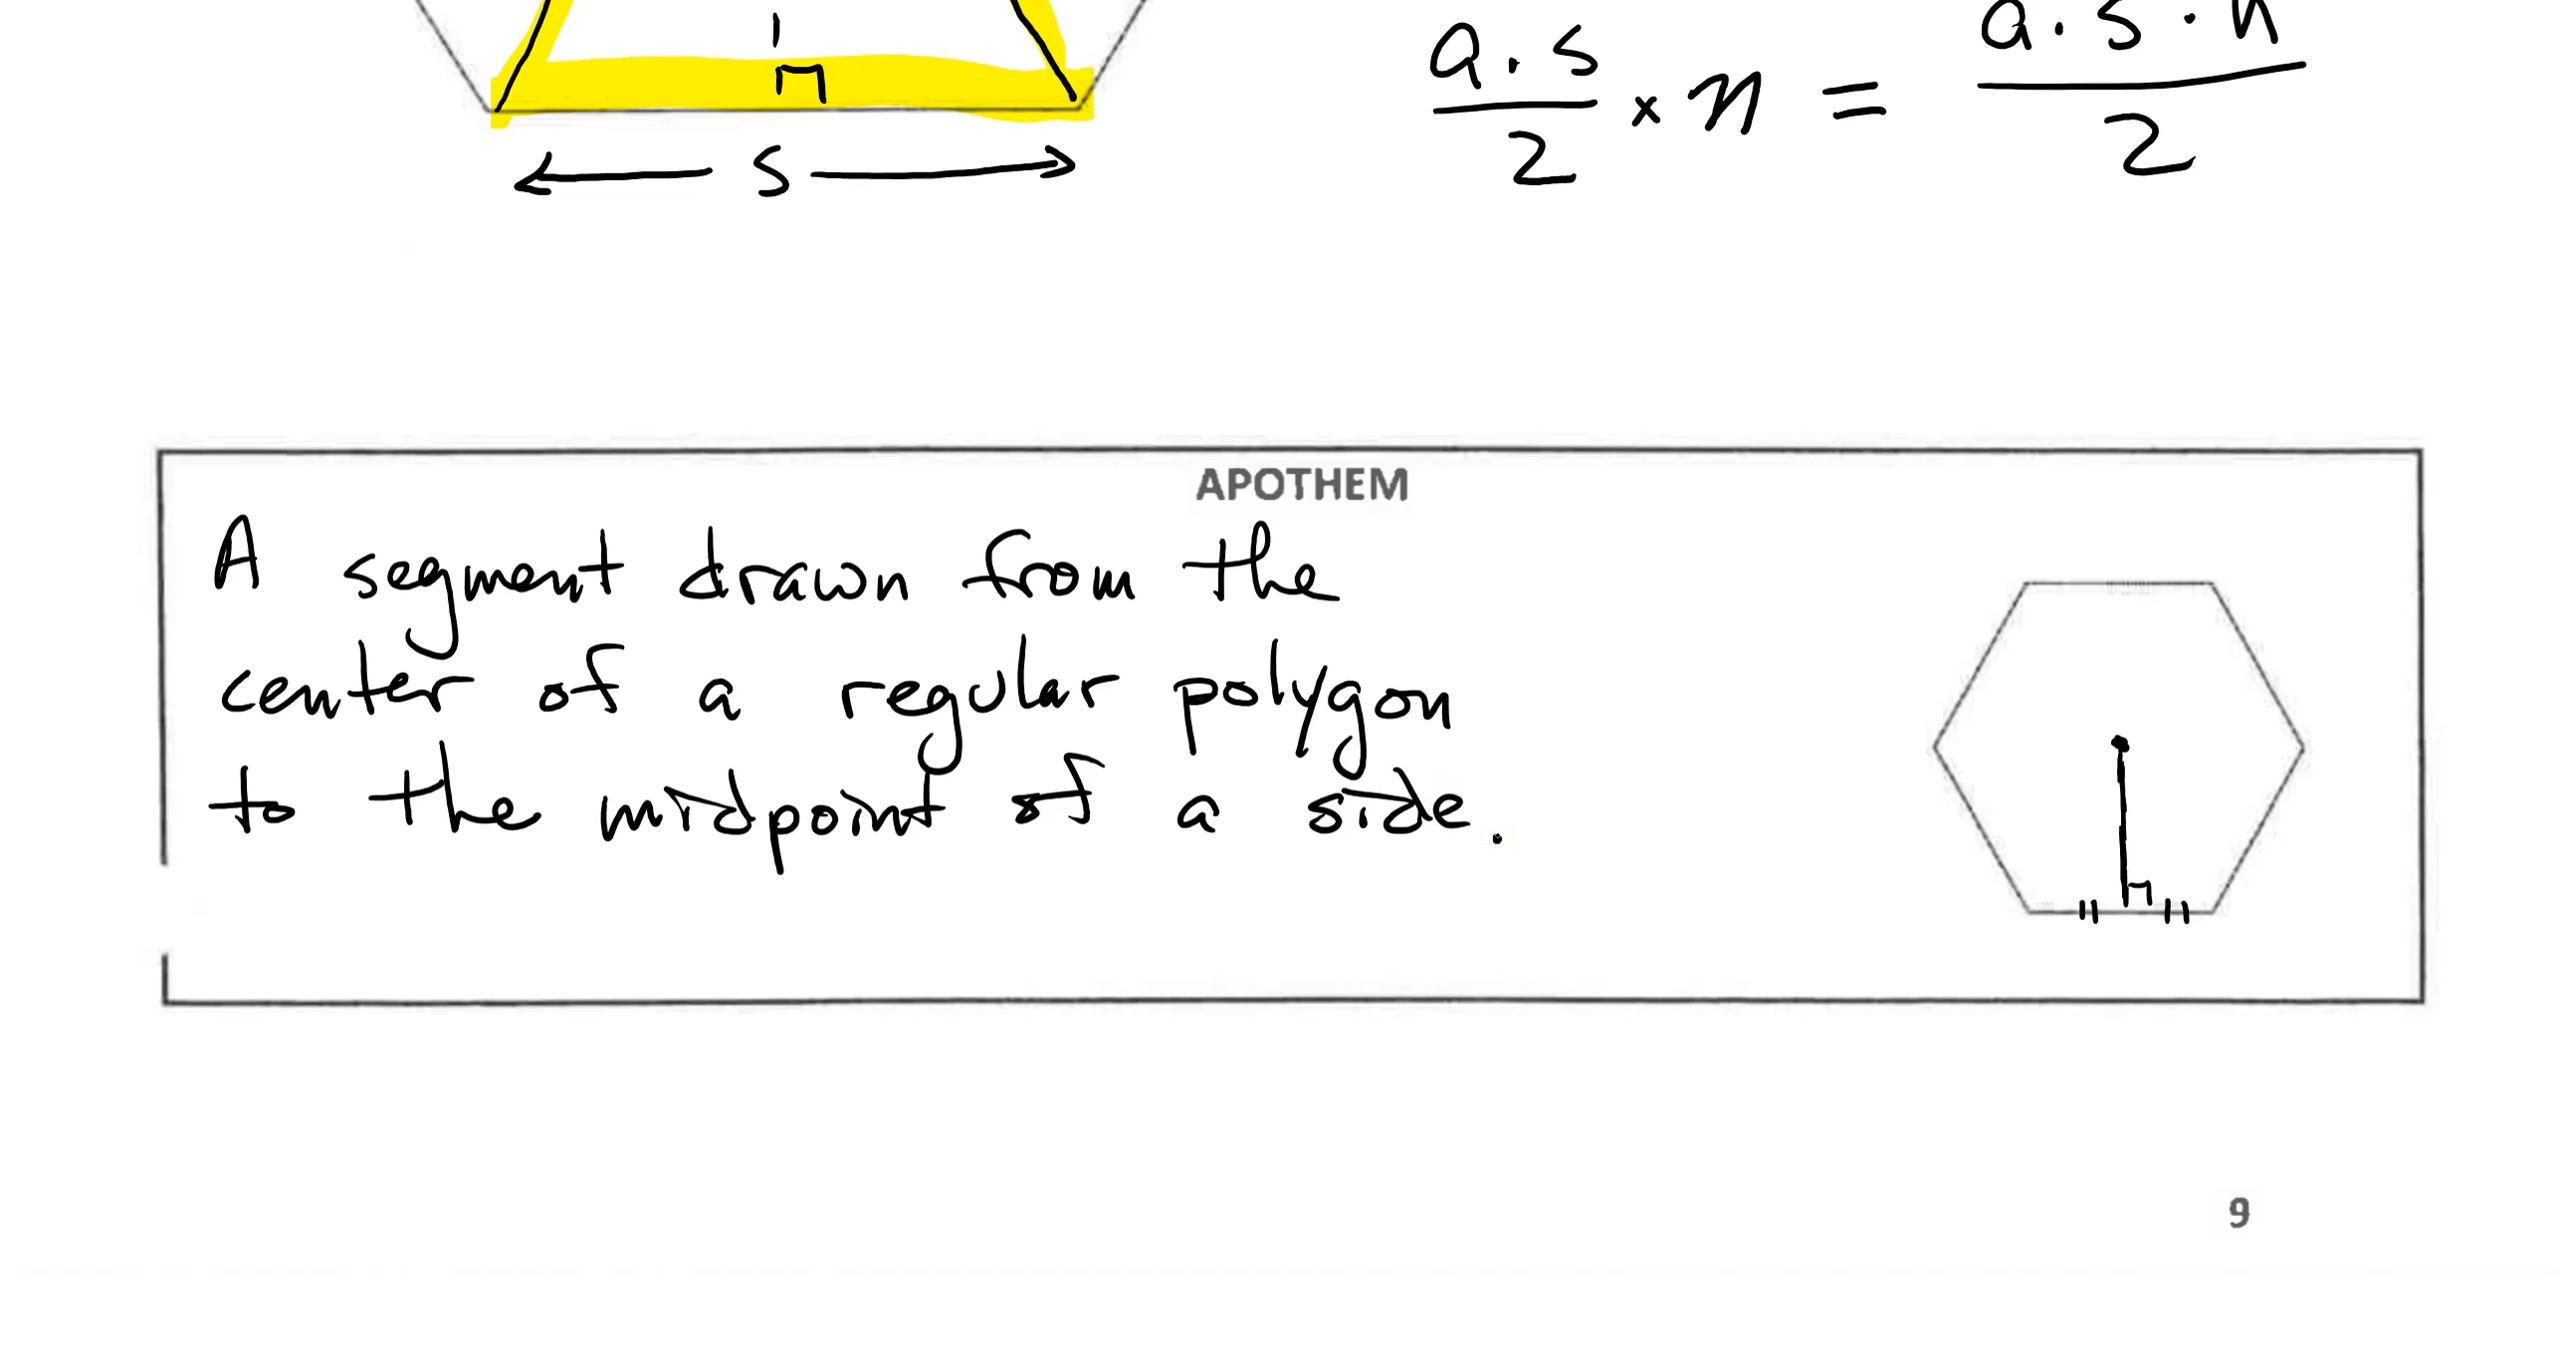 a · s / 2 × n = a · s · n / 2
s
APOTHEM
A segment drawn from the
center of a regular polygon
to the midpoint of a side.
9